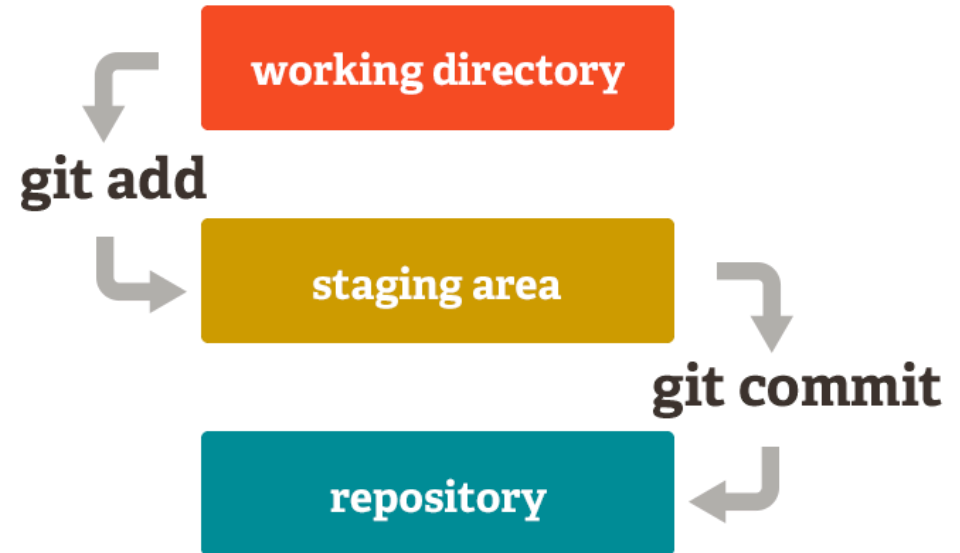 working directory
git add
staging area
git commit
repository